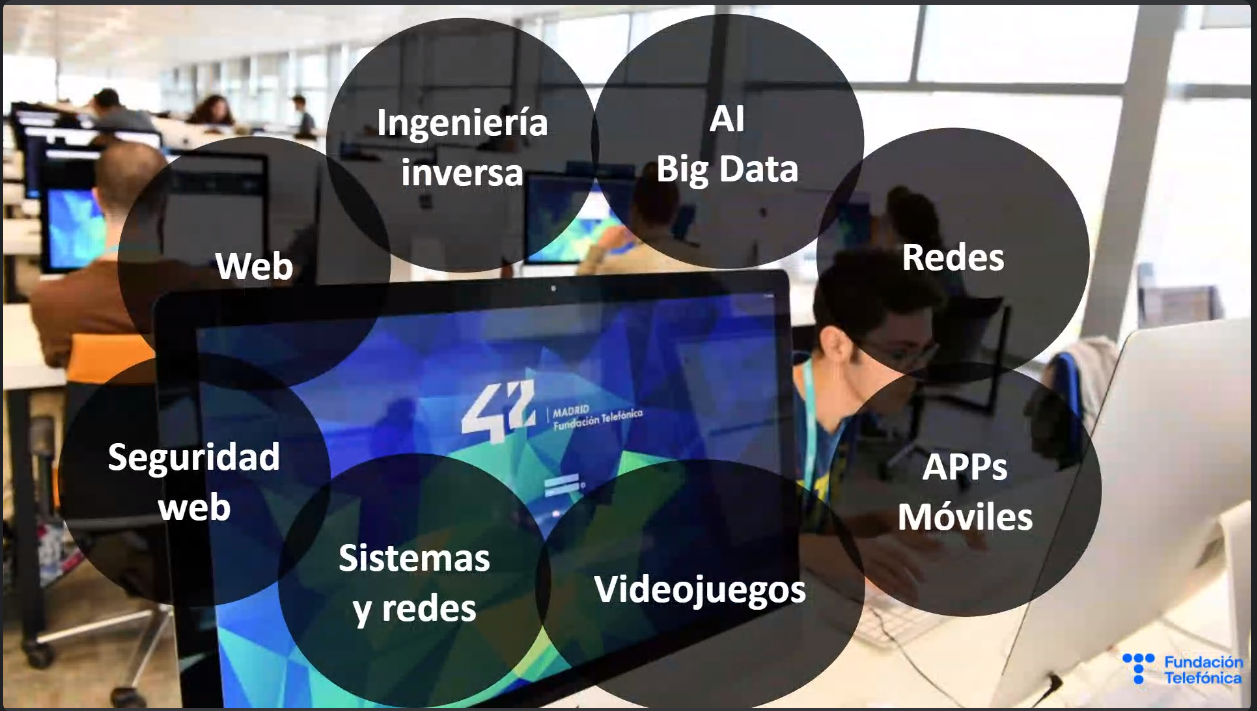 Ingeniería
inversa
AI
Big Data
Web
Redes
42
MADRID
Fundación Telefónica
Seguridad
web
APPs
Móviles
Sistemas
y redes
Videojuegos
Fundación
Telefónica